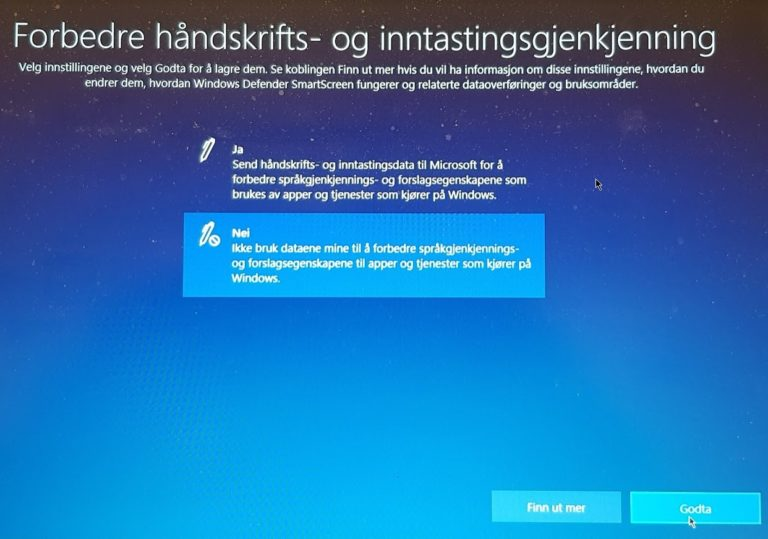 Forbedre håndskrifts- og inntastingsgjenkjenning
Velg innstillingene og velg Godta for å lagre dem. Se koblingen Finn ut mer hvis du vil ha informasjon om disse innstillingene, hvordan du
endrer dem, hvordan Windows Defender SmartScreen fungerer og relaterte dataoverføringer og bruksområder.
Ja
Send håndskrifts- og inntastingsdata til Microsoft for å
forbedre språkgjenkjennings- og forslagsegenskapene som
brukes av apper og tjenester som kjører på Windows.
Nei
Ikke bruk dataene mine til å forbedre språkgjenkjennings-
og forslagsegenskapene til apper og tjenester som kjører på
Windows.
Finn ut mer
Godta